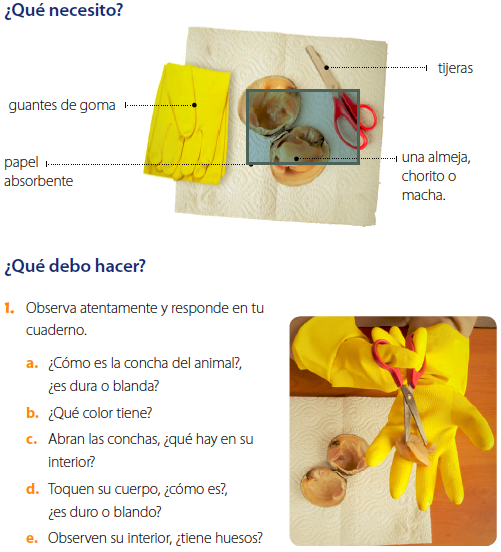 ¿Qué necesito?
tijeras
guantes de goma
papel
absorbente
una almeja,
chorito o
macha.
¿Qué debo hacer?
1. Observa atentamente y responde en tu
cuaderno.
a. ¿Cómo es la concha del animal?,
¿es dura o blanda?
b. ¿Qué color tiene?
c. Abran las conchas, ¿qué hay en su
interior?
d. Toquen su cuerpo, ¿cómo es?,
¿es duro o blando?
e. Observen su interior, ¿tiene huesos?